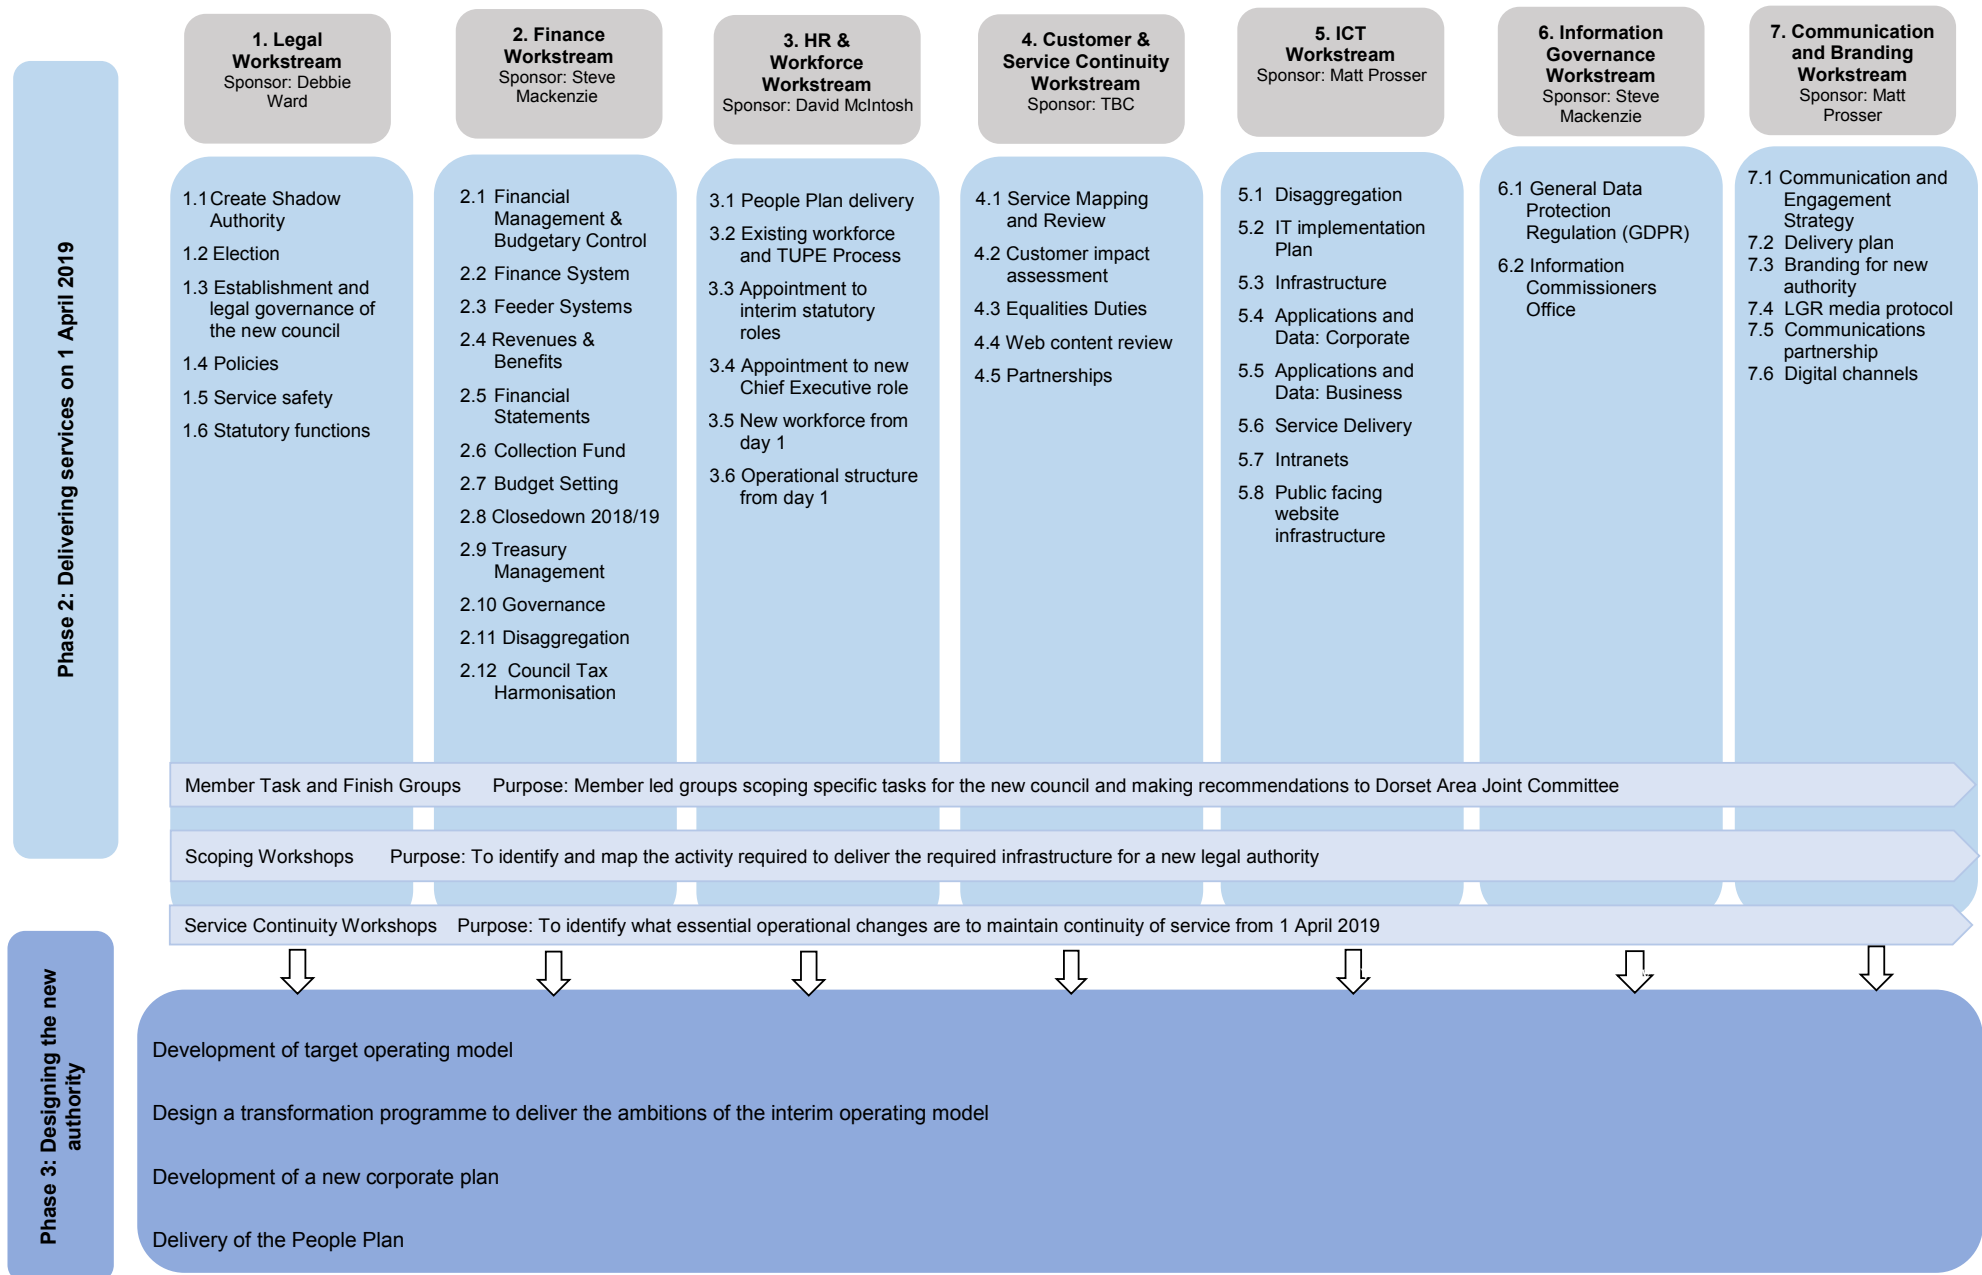 Phase 2: Delivering services on 1 April 2019
1. Legal
Workstream
Sponsor: Debbie
Ward
1.1 Create Shadow
Authority
1.2 Election
1.3 Establishment and
legal governance of
the new council
1.4 Policies
1.5 Service safety
1.6 Statutory functions
2. Finance
Workstream
Sponsor: Steve
Mackenzie
2.1 Financial
Management &
Budgetary Control
2.2 Finance System
2.3 Feeder Systems
2.4 Revenues &
Benefits
2.5 Financial
Statements
2.6 Collection Fund
2.7 Budget Setting
2.8 Closedown 2018/19
2.9 Treasury
Management
2.10 Governance
2.11 Disaggregation
2.12 Council Tax
Harmonisation
3. HR &
Workforce
Workstream
Sponsor: David McIntosh
3.1 People Plan delivery
3.2 Existing workforce
and TUPE Process
3.3 Appointment to
interim statutory
roles
3.4 Appointment to new
Chief Executive role
3.5 New workforce from
day 1
3.6 Operational structure
from day 1
4. Customer &
Service Continuity
Workstream
Sponsor: TBC
4.1 Service Mapping
and Review
4.2 Customer impact
assessment
4.3 Equalities Duties
4.4 Web content review
4.5 Partnerships
5. ICT
Workstream
Sponsor: Matt Prosser
5.1 Disaggregation
5.2 IT implementation
Plan
5.3 Infrastructure
5.4 Applications and
Data: Corporate
5.5 Applications and
Data: Business
5.6 Service Delivery
5.7 Intranets
5.8 Public facing
website
infrastructure
6. Information
Governance
Workstream
Sponsor: Steve
Mackenzie
6.1 General Data
Protection
Regulation (GDPR)
6.2 Information
Commissioners
Office
7. Communication
and Branding
Workstream
Sponsor: Matt
Prosser
7.1 Communication and
Engagement
Strategy
7.2 Delivery plan
7.3 Branding for new
authority
7.4 LGR media protocol
7.5 Communications
partnership
7.6 Digital channels
Member Task and Finish Groups Purpose: Member led groups scoping specific tasks for the new council and making recommendations to Dorset Area Joint Committee
Scoping Workshops Purpose: To identify and map the activity required to deliver the required infrastructure for a new legal authority
Service Continuity Workshops Purpose: To identify what essential operational changes are to maintain continuity of service from 1 April 2019
Phase 3: Designing the new
authority
Development of target operating model
Design a transformation programme to deliver the ambitions of the interim operating model
Development of a new corporate plan
Delivery of the People Plan